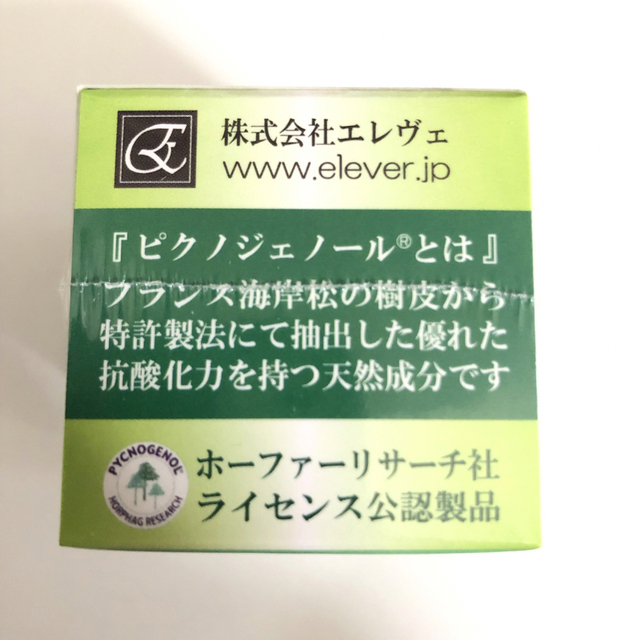 株式会社エレヴェ
www.elever.jp
『ピクノジェノール®とは』
フランス海岸松の樹皮から
特許製法にて抽出した優れた
抗酸化力を持つ天然成分です
PYCNOGENOL®
HORPHAG RESEARCH
ホーファーリサーチ社
ライセンス公認製品